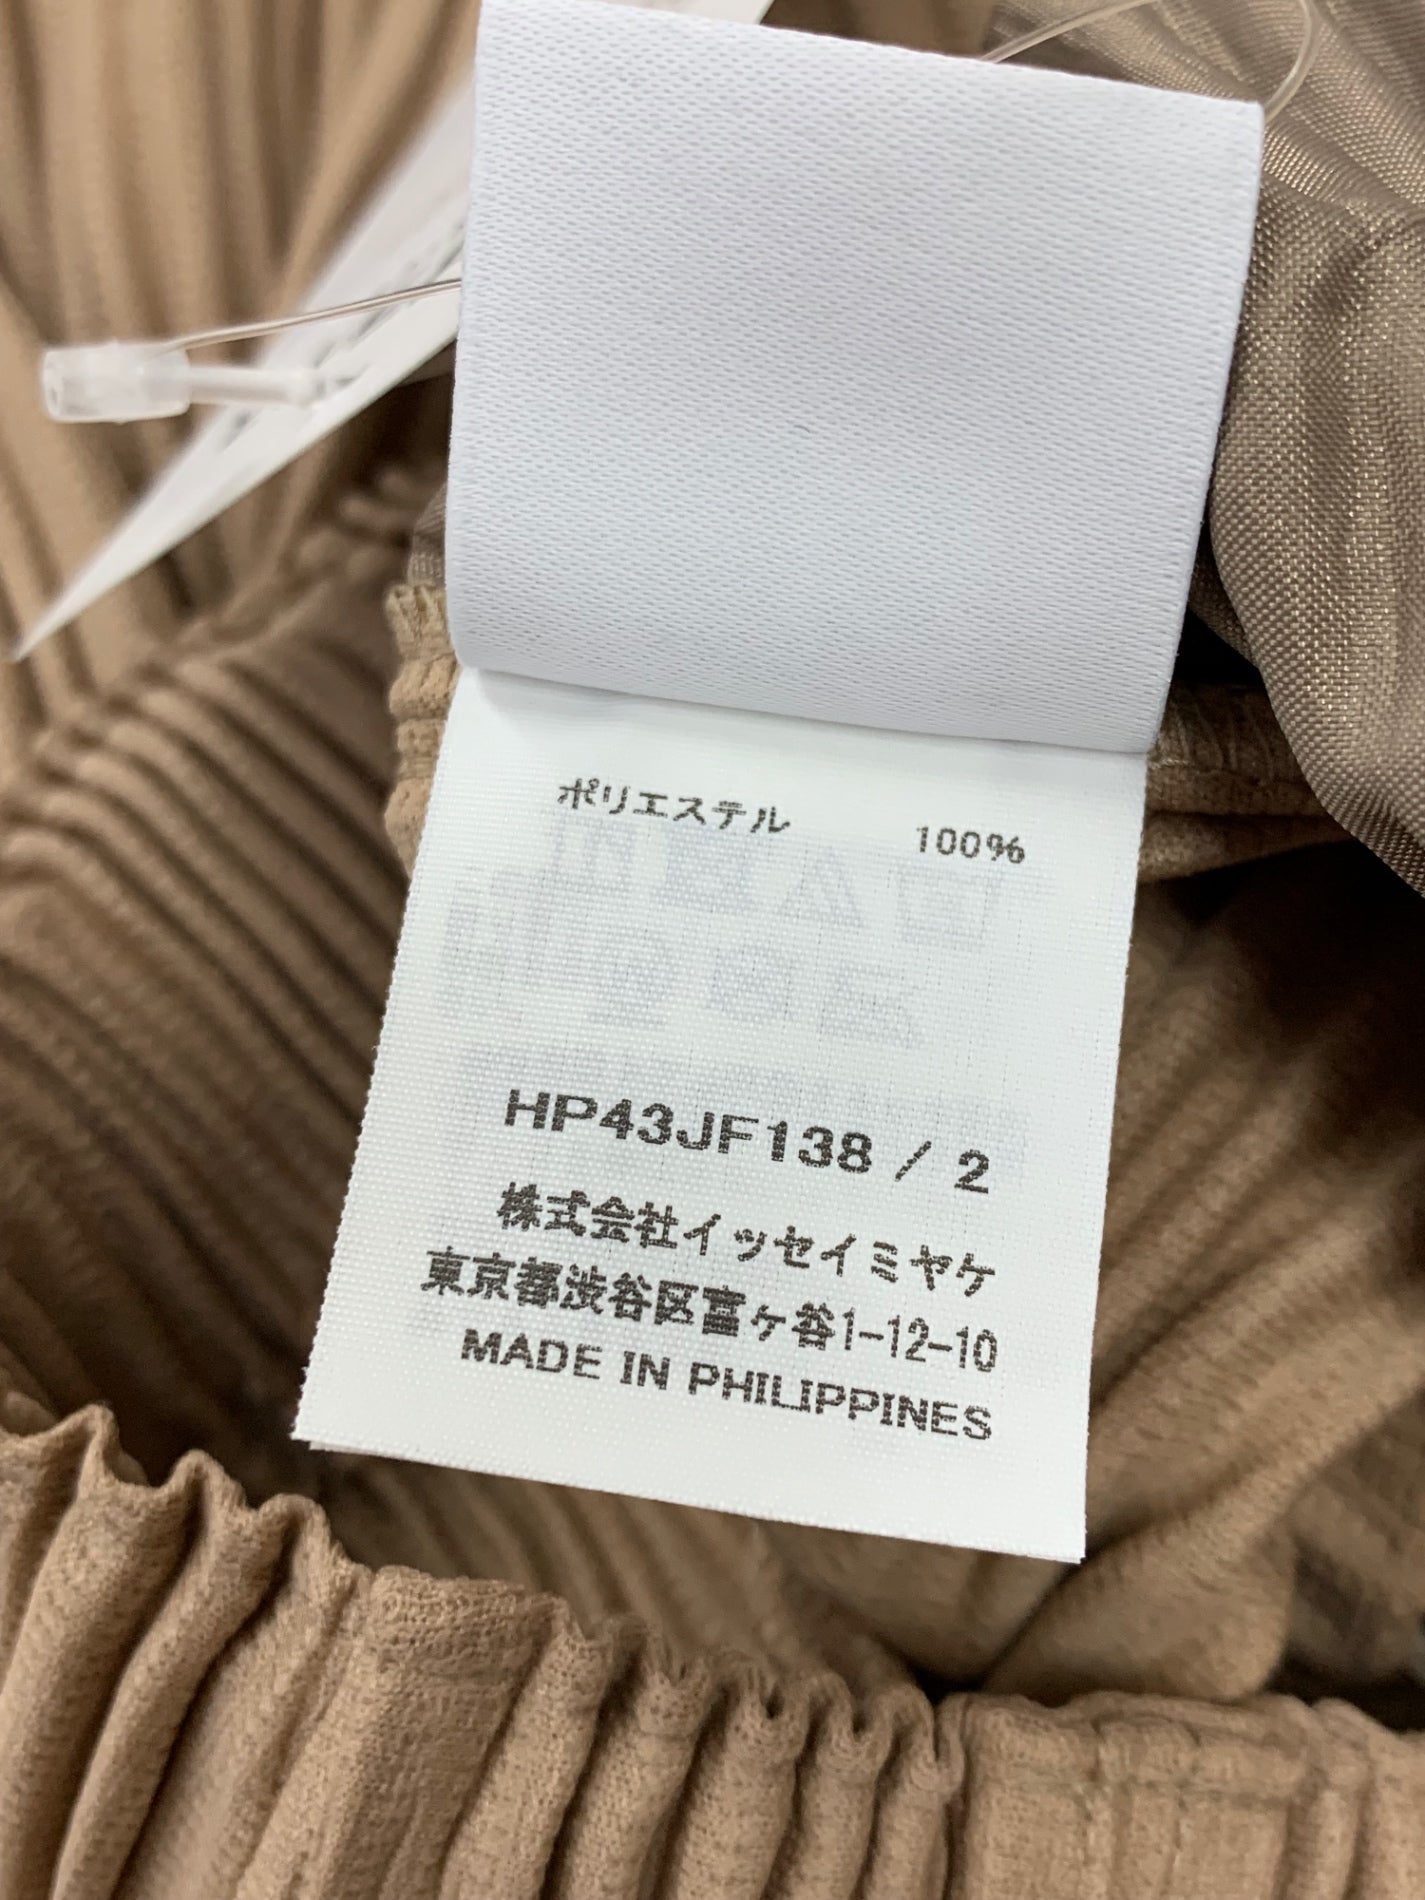 ポリエステル 100%
HP43JF138 / 2
株式会社イッセイミヤケ
東京都渋谷区富ヶ谷1-12-10
MADE IN PHILIPPINES